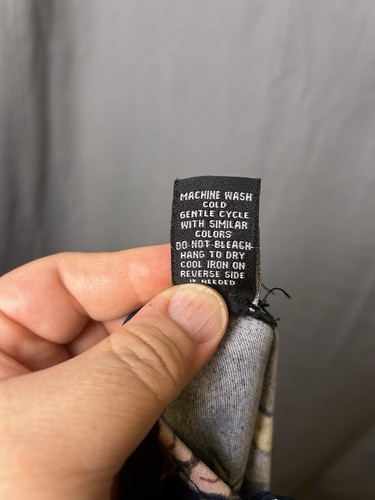 MACHINE WASH
COLD
GENTLE CYCLE
WITH SIMILAR
COLORS
DO NOT BLEACH
HANG TO DRY
COOL IRON ON
REVERSE SIDE
IF NEEDED